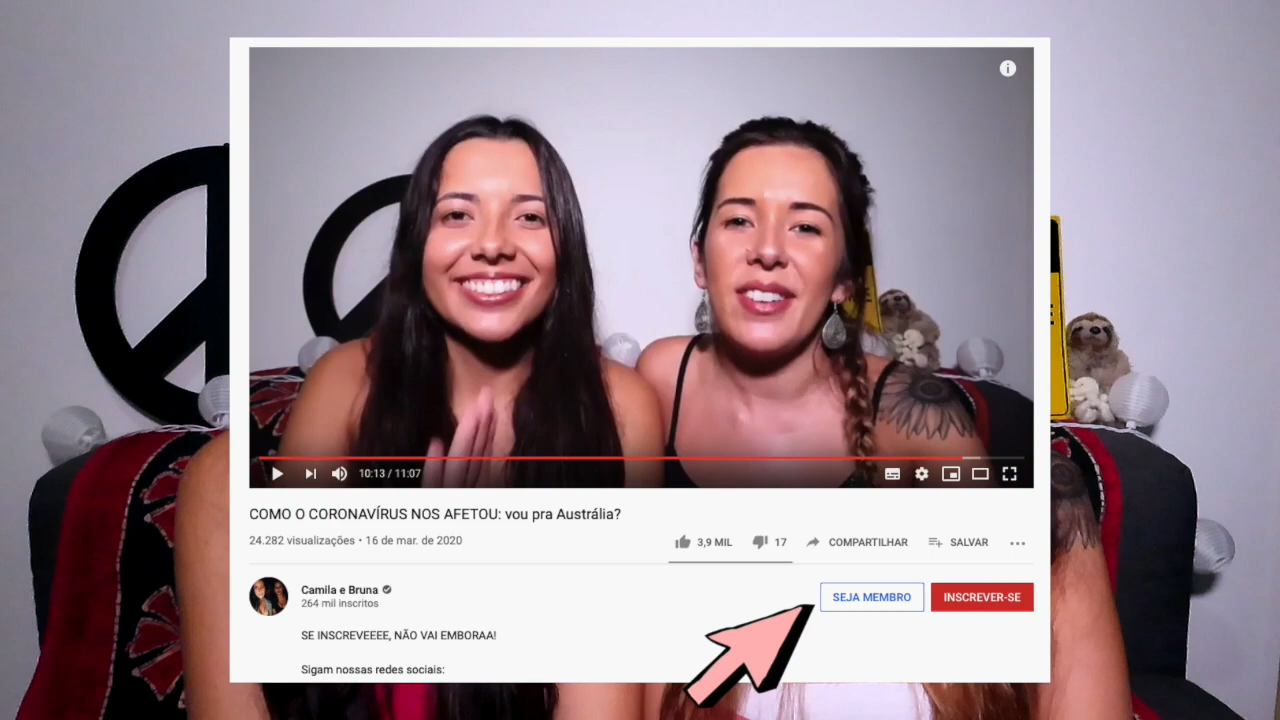 10:13 / 11:07
COMO O CORONAVÍRUS NOS AFETOU: vou pra Austrália?
24.282 visualizações • 16 de mar. de 2020
3,9 MIL 17 COMPARTILHAR SALVAR
Camila e Bruna
264 mil inscritos
SEJA MEMBRO INSCREVER-SE
SE INSCREVEEEE, NÃO VAI EMBORAA!
Sigam nossas redes sociais: